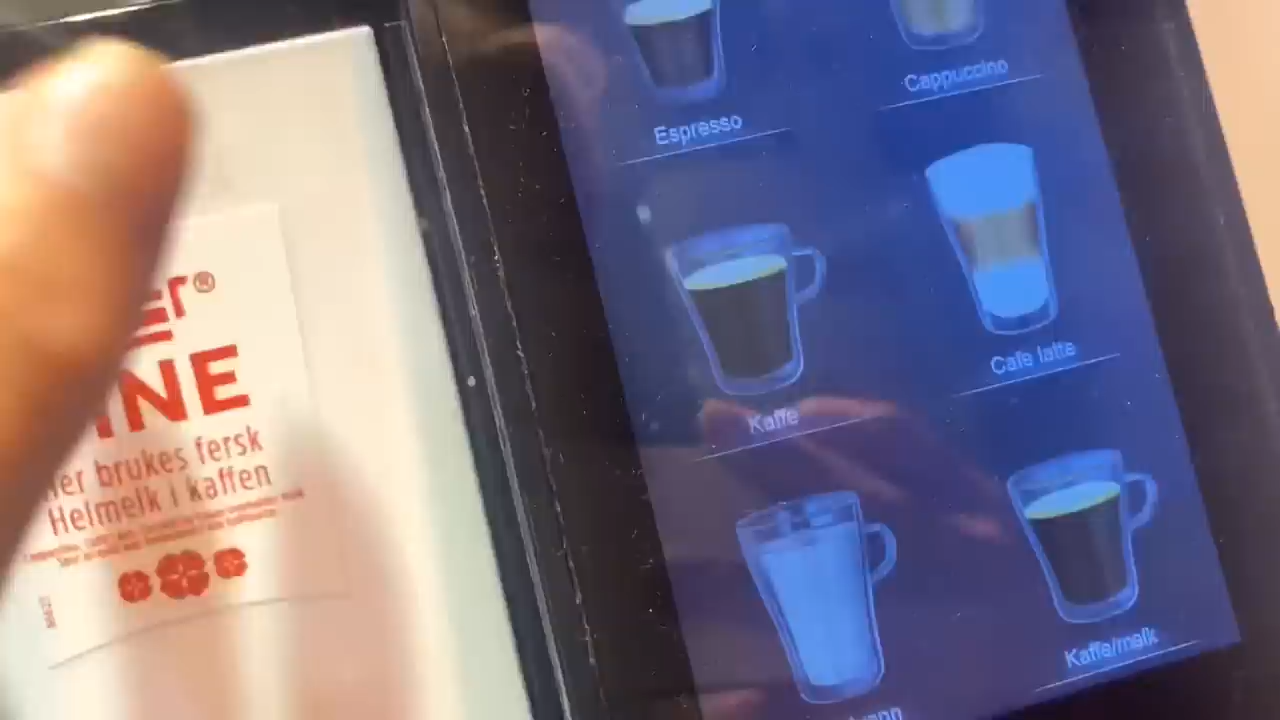 Espresso
Cappuccino
Kaffe
Cafe latte
Kaffe/melk
er®
INE
Her brukes fersk
Helmelk i kaffen